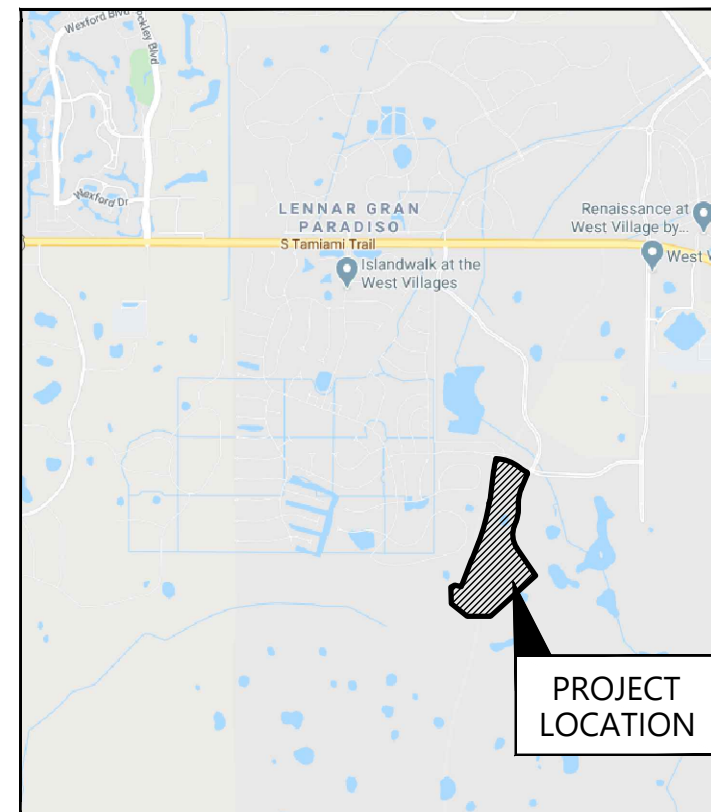 Wexford Blvd
Blvd
Wexford Dr
LENNAR GRAN
PARADISO
Renaissance at
West Village by...
S Tamiami Trail
Islandwalk at the
West Villages
West
PROJECT
LOCATION